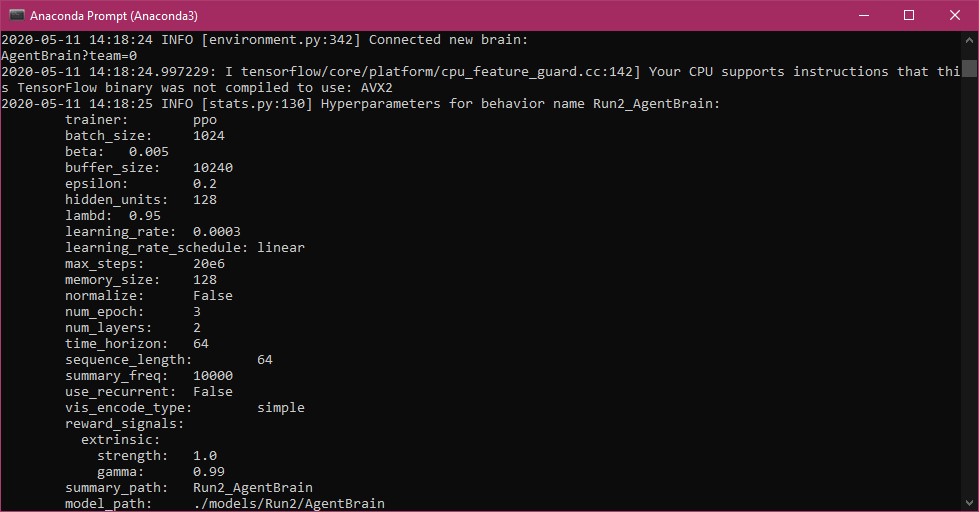 Anaconda Prompt (Anaconda3)
2020-05-11 14:18:24 INFO [environment.py:342] Connected new brain:
AgentBrain?team=0
2020-05-11 14:18:24.997229: I tensorflow/core/platform/cpu_feature_guard.cc:142] Your CPU supports instructions that thi
s TensorFlow binary was not compiled to use: AVX2
2020-05-11 14:18:25 INFO [stats.py:130] Hyperparameters for behavior name Run2_AgentBrain:
trainer: ppo
batch_size: 1024
beta: 0.005
buffer_size: 10240
epsilon: 0.2
hidden_units: 128
lambd: 0.95
learning_rate: 0.0003
learning_rate_schedule: linear
max_steps: 20e6
memory_size: 128
normalize: False
num_epoch: 3
num_layers: 2
time_horizon: 64
sequence_length: 64
summary_freq: 10000
use_recurrent: False
vis_encode_type: simple
reward_signals:
extrinsic:
strength: 1.0
gamma: 0.99
summary_path: Run2_AgentBrain
model_path: ./models/Run2/AgentBrain